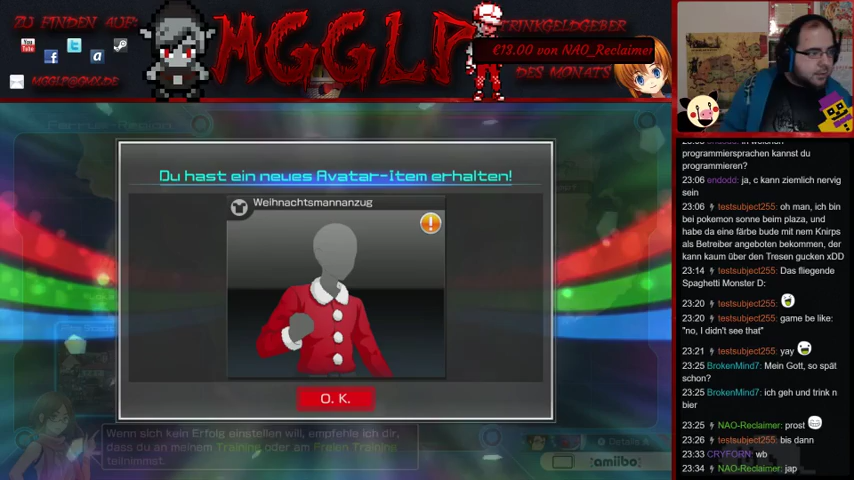 ZU FINDEN AUF:
You Tube
MGGLP@GMX.DE
MGGLP
TRINKGELDGEBER
€13.00 von NAO_Reclaimer
DES MONATS
Du hast ein neues Avatar-Item erhalten!
Weihnachtsmannanzug
O. K.
Wenn sich kein Erfolg einstellen will, empfehle ich dir,
dass du an meinem Training oder am Freien Training
teilnimmst.
Details
amiibo
programmiersprachen kannst du
programmieren?
23:06 endodd: ja, c kann ziemlich nervig
sein
23:06 testsubject255: oh man, ich bin
bei pokemon sonne beim plaza, und
habe da eine färbe bude mit nem Knirps
als Betreiber angeboten bekommen, der
kann kaum über den Tresen gucken xDD
23:14 testsubject255: Das fliegende
Spaghetti Monster D:
23:20 testsubject255:
23:20 testsubject255: game be like:
"no, I didn't see that"
23:21 testsubject255: yay
23:25 BrokenMind7: Mein Gott, so spät
schon?
23:25 BrokenMind7: ich geh und trink n
bier
23:25 NAO-Reclaimer: prost
23:26 testsubject255: bis dann
23:33 CRYFORN: wb
23:34 NAO-Reclaimer: jap